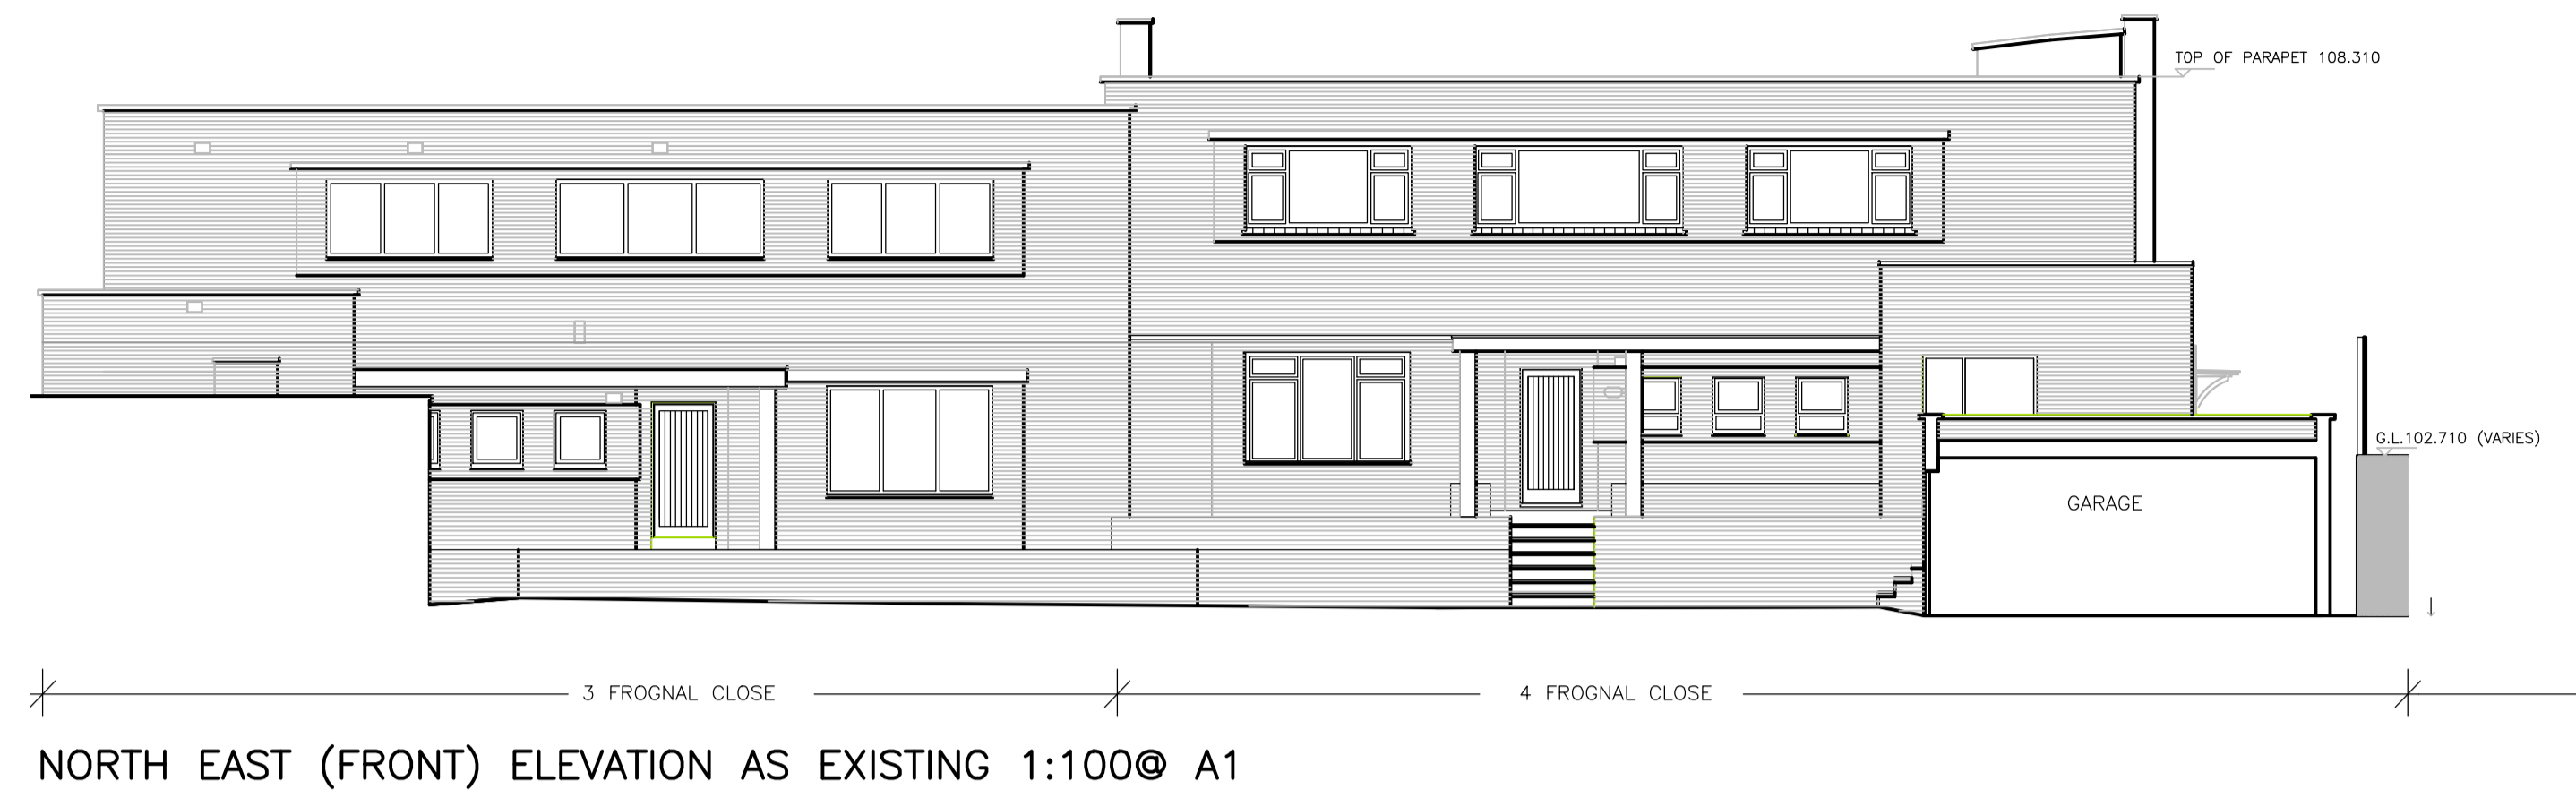 TOP OF PARAPET 108.310
G.L.102.710 (VARIES)
GARAGE
3 FROGNAL CLOSE
4 FROGNAL CLOSE
NORTH EAST (FRONT) ELEVATION AS EXISTING 1:100@ A1